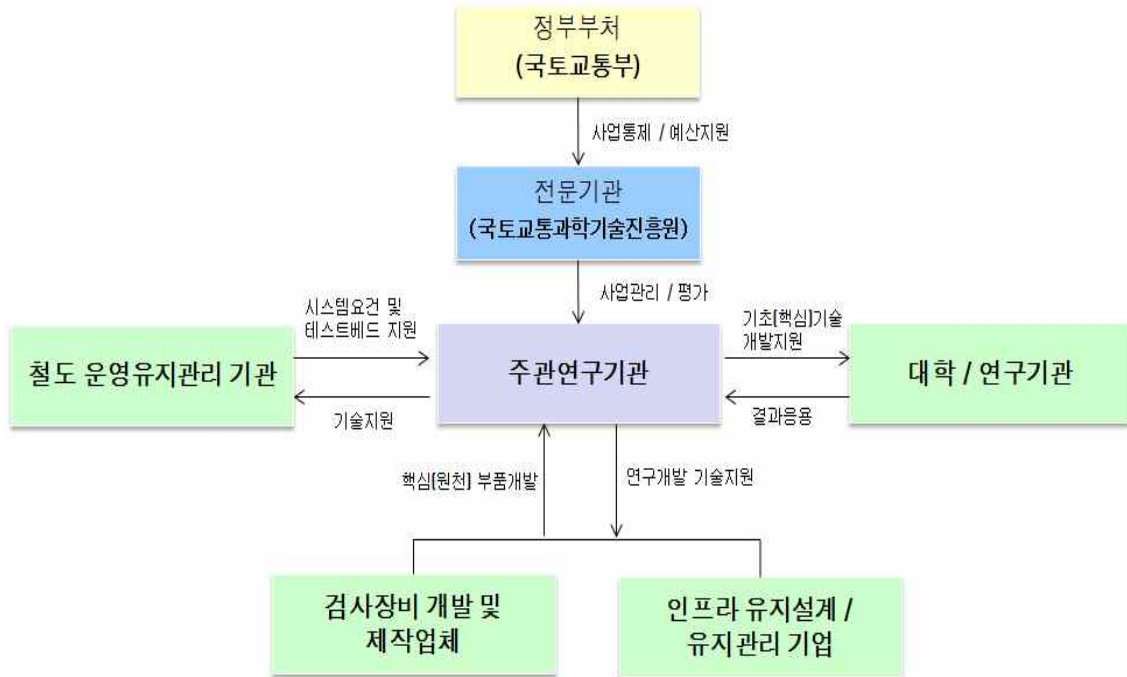 정부부처
(국토교통부)
사업통제 / 예산지원
전문기관
(국토교통과학기술진흥원)
사업관리 / 평가
시스템요건 및
테스트베드 지원
기초[핵심]기술
개발지원
철도 운영유지관리 기관
주관연구기관
대학 / 연구기관
기술지원
결과응용
핵심[원천] 부품개발
연구개발 기술지원
검사장비 개발 및
제작업체
인프라 유지설계 /
유지관리 기업